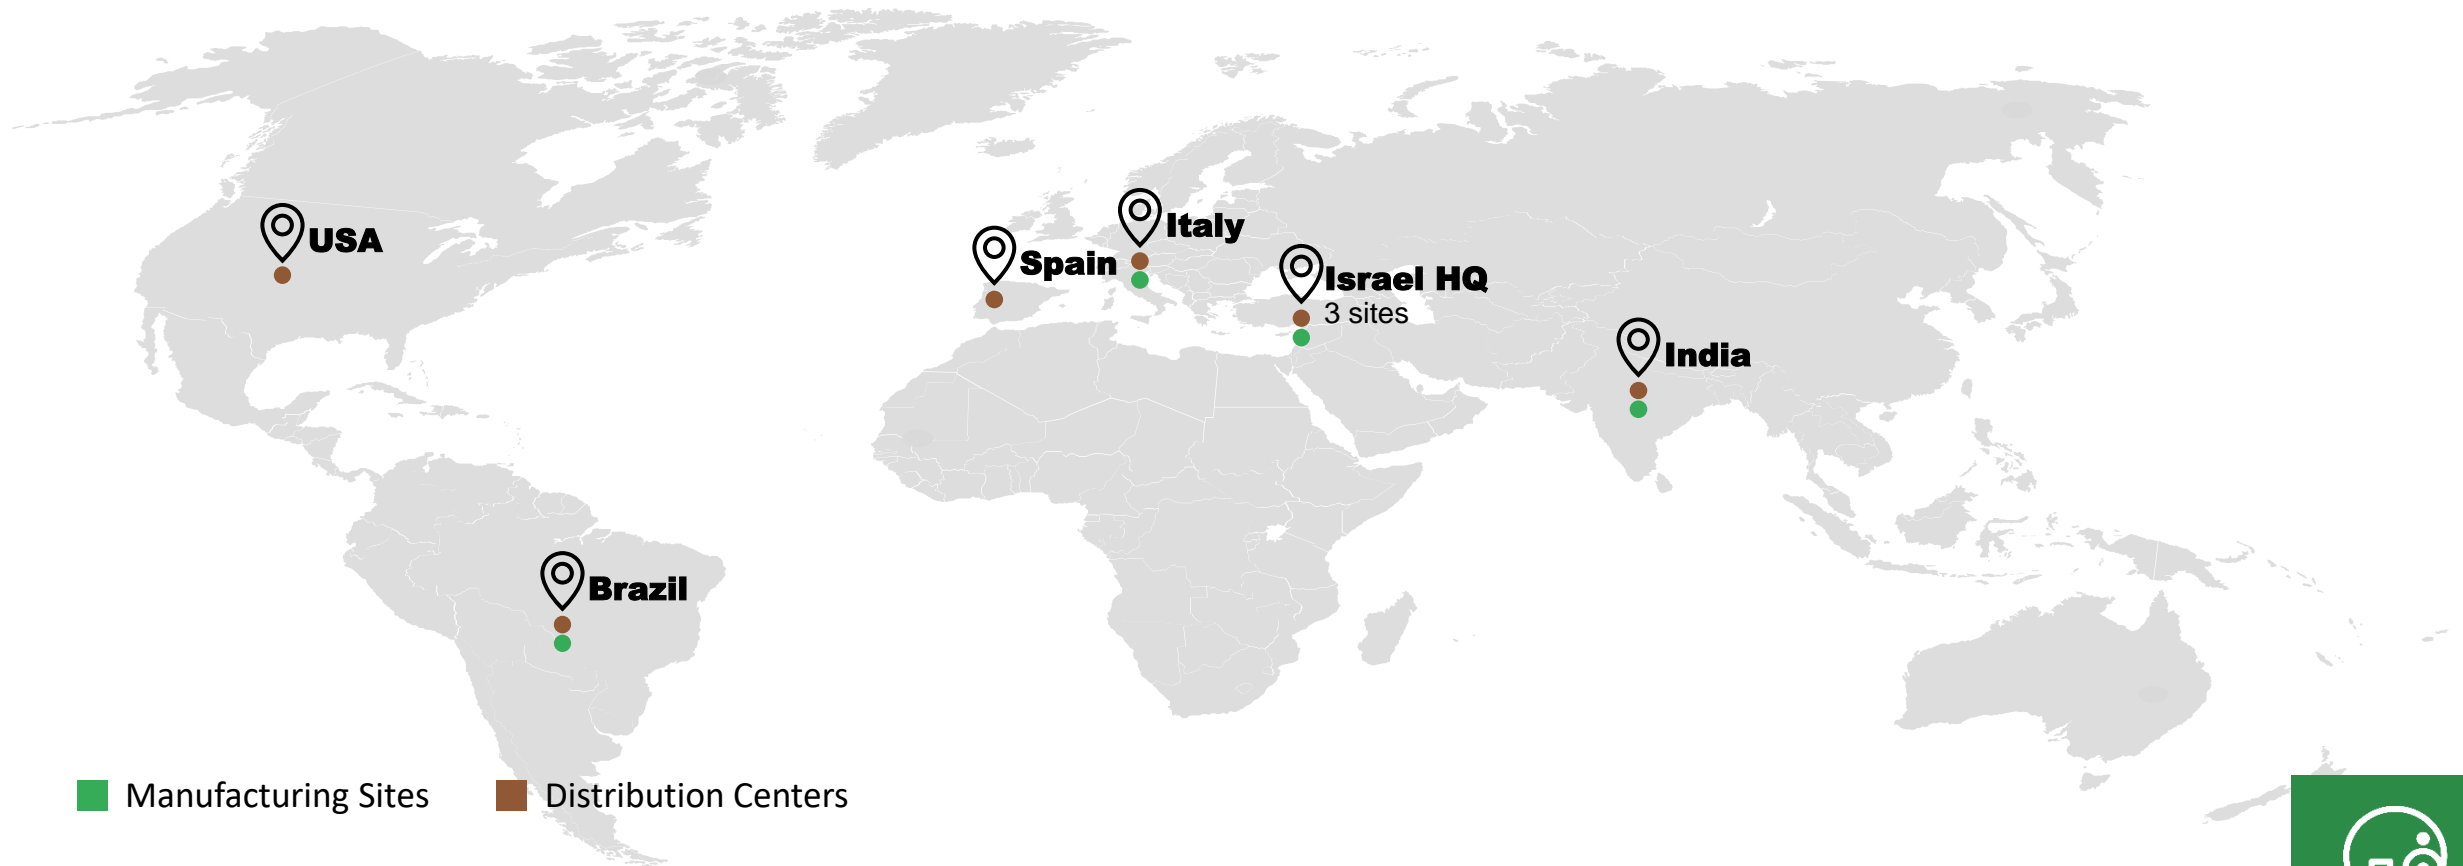 USA
Spain
Italy
Israel HQ
3 sites
India
Brazil
Manufacturing Sites
Distribution Centers